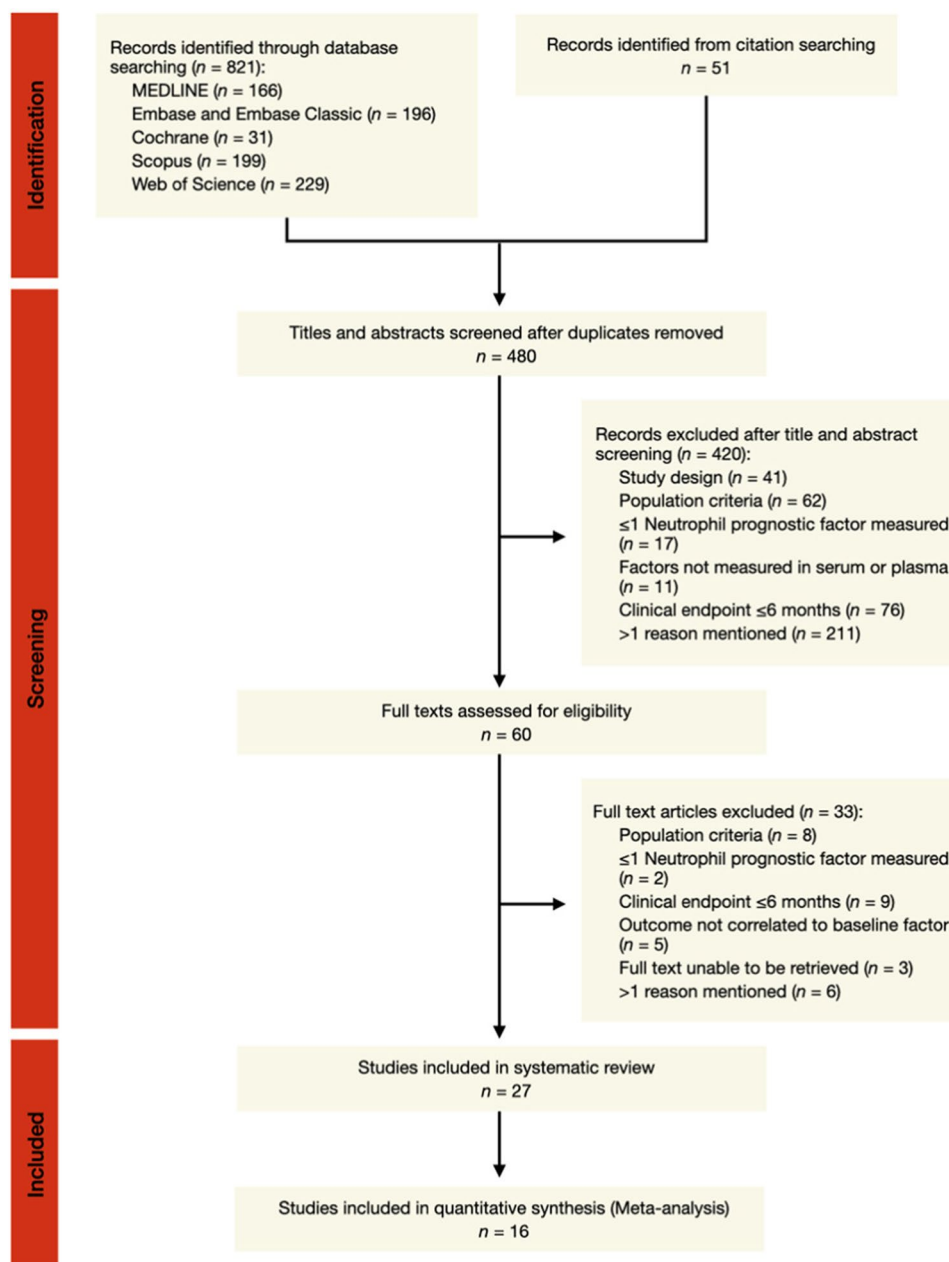 Identification
Records identified through database
searching (n = 821):
MEDLINE (n = 166)
Embase and Embase Classic (n = 196)
Cochrane (n = 31)
Scopus (n = 199)
Web of Science (n = 229)
Records identified from citation searching
n = 51
Screening
Titles and abstracts screened after duplicates removed
n = 480
Records excluded after title and abstract
screening (n = 420):
Study design (n = 41)
Population criteria (n = 62)
≤1 Neutrophil prognostic factor measured
(n = 17)
Factors not measured in serum or plasma
(n = 11)
Clinical endpoint ≤6 months (n = 76)
>1 reason mentioned (n = 211)
Full texts assessed for eligibility
n = 60
Full text articles excluded (n = 33):
Population criteria (n = 8)
≤1 Neutrophil prognostic factor measured
(n = 2)
Clinical endpoint ≤6 months (n = 9)
Outcome not correlated to baseline factor
(n = 5)
Full text unable to be retrieved (n = 3)
>1 reason mentioned (n = 6)
Included
Studies included in systematic review
n = 27
Studies included in quantitative synthesis (Meta-analysis)
n = 16